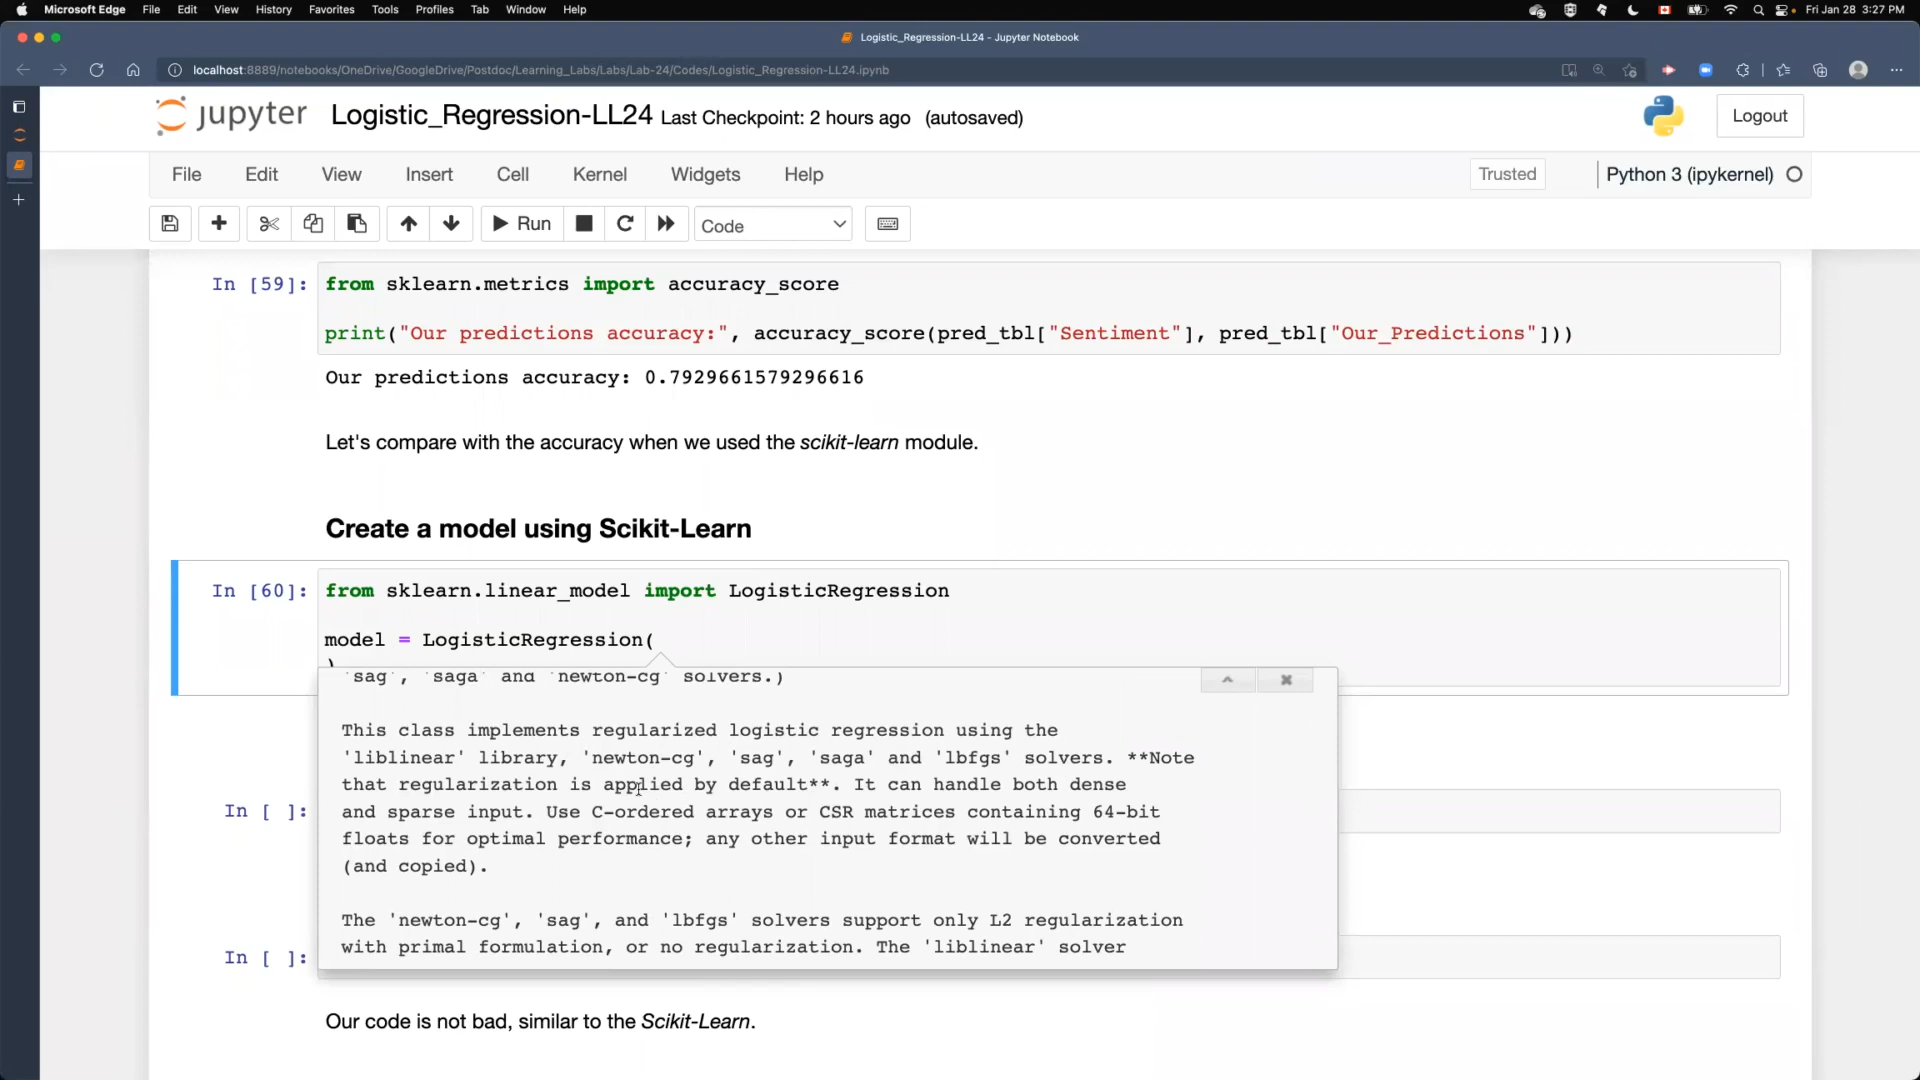 Microsoft Edge File Edit View History Favorites Tools Profiles Tab Window Help Fri Jan 28 3:27 PM
Logistic_Regression-LL24 - Jupyter Notebook
localhost:8889/notebooks/OneDrive/GoogleDrive/Postdoc/Learning_Labs/Labs/Lab-24/Codes/Logistic_Regression-LL24.ipynb
jupyter Logistic_Regression-LL24 Last Checkpoint: 2 hours ago (autosaved) Logout
File Edit View Insert Cell Kernel Widgets Help Trusted Python 3 (ipykernel)
Run Code
In [59]: from sklearn.metrics import accuracy_score
print("Our predictions accuracy:", accuracy_score(pred_tbl["Sentiment"], pred_tbl["Our_Predictions"]))
Our predictions accuracy: 0.7929661579296616
Let's compare with the accuracy when we used the scikit-learn module.
Create a model using Scikit-Learn
In [60]: from sklearn.linear_model import LogisticRegression
model = LogisticRegression(
)
'sag', 'saga' and 'newton-cg' solvers.)
This class implements regularized logistic regression using the
'liblinear' library, 'newton-cg', 'sag', 'saga' and 'lbfgs' solvers. **Note
that regularization is applied by default**. It can handle both dense
and sparse input. Use C-ordered arrays or CSR matrices containing 64-bit
floats for optimal performance; any other input format will be converted
(and copied).
The 'newton-cg', 'sag', and 'lbfgs' solvers support only L2 regularization
with primal formulation, or no regularization. The 'liblinear' solver
In [ ]:
In [ ]:
Our code is not bad, similar to the Scikit-Learn.